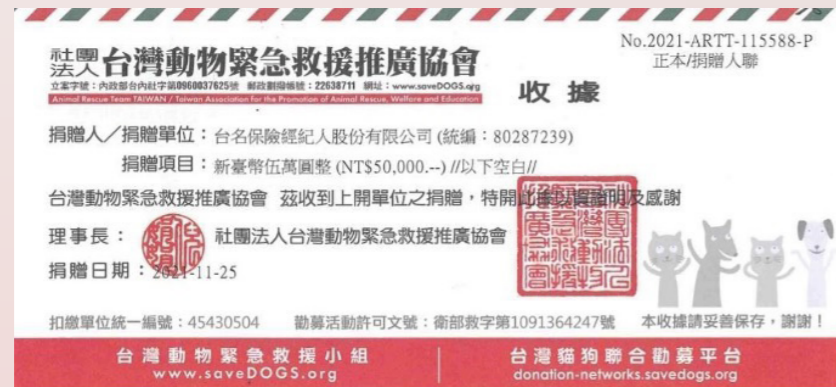 No.2021-ARTT-115588-P
正本/捐贈人聯
社團法人台灣動物緊急救援推廣協會
立案字號：內政部台內社字第0960037625號 郵政劃撥帳號：22638711 網址：www.saveDOGS.org
Animal Rescue Team TAIWAN / Taiwan Association for the Promotion of Animal Rescue, Welfare and Education
收據
捐贈人／捐贈單位：台名保險經紀人股份有限公司 (統編：80287239)
捐贈項目：新臺幣伍萬圓整 (NT$50,000.--) //以下空白//
台灣動物緊急救援推廣協會 茲收到上開單位之捐贈，特開此據以資證明及感謝
理事長：
社團法人台灣動物緊急救援推廣協會
捐贈日期：2021-11-25
扣繳單位統一編號：45430504 勸募活動許可文號：衛部救字第1091364247號 本收據請妥善保存，謝謝！
台灣動物緊急救援小組
www.saveDOGS.org
台灣貓狗聯合勸募平台
donation-networks.savedogs.org